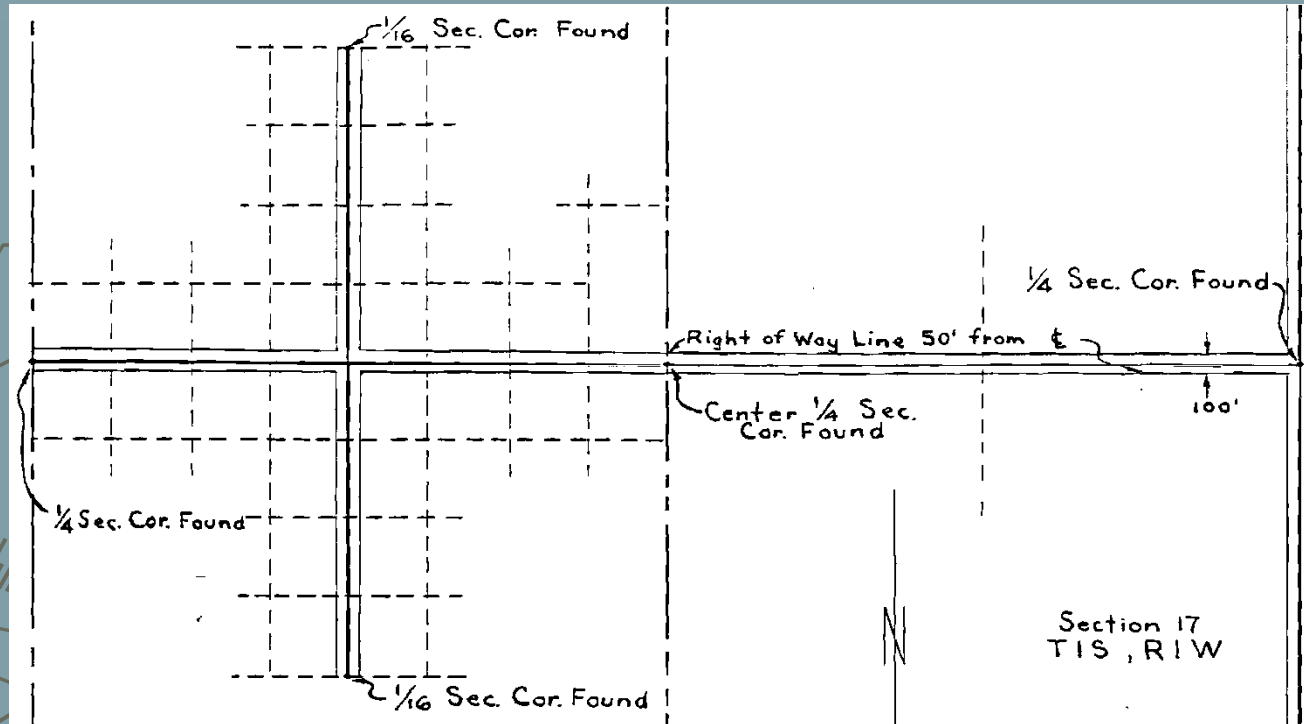 1/16 Sec. Cor. Found
1/4 Sec. Cor. Found
Right of Way Line 50' from ℄
100'
Center 1/4 Sec.
Cor. Found
1/4 Sec. Cor. Found
N
Section 17
T1S, R1W
1/16 Sec. Cor. Found